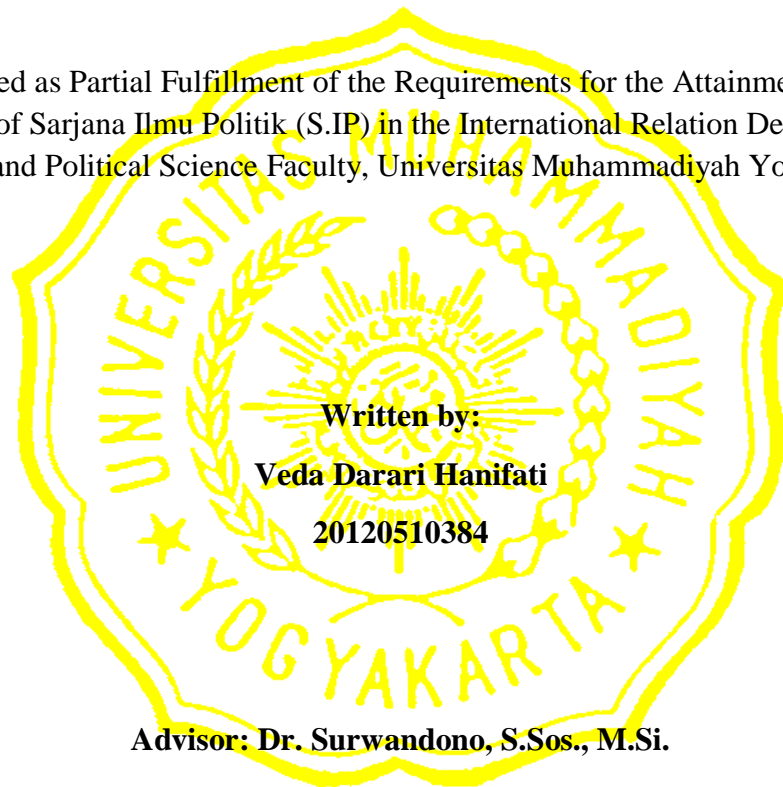 ed as Partial Fulfillment of the Requirements for the Attainme
of Sarjana Ilmu Politik (S.IP) in the International Relation De
and Political Science Faculty, Universitas Muhammadiyah Yo
UNIVERSITAS MUHAMMADIYAH
YOGYAKARTA
Written by:
Veda Darari Hanifati
20120510384
Advisor: Dr. Surwandono, S.Sos., M.Si.